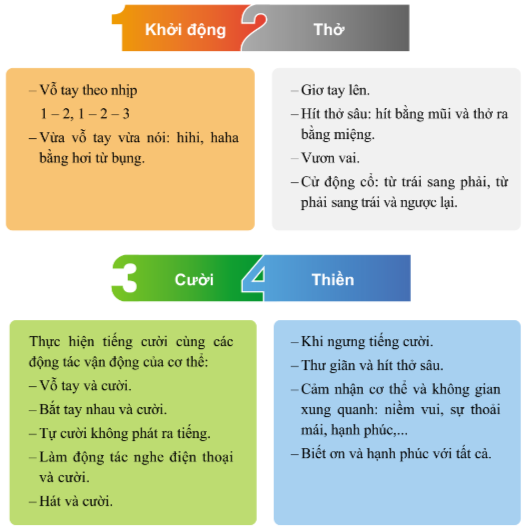 1 Khởi động
2 Thở
– Vỗ tay theo nhịp
1 – 2, 1 – 2 – 3
– Vừa vỗ tay vừa nói: hihi, haha
bằng hơi từ bụng.
– Giơ tay lên.
– Hít thở sâu: hít bằng mũi và thở ra
bằng miệng.
– Vươn vai.
– Cử động cổ: từ trái sang phải, từ
phải sang trái và ngược lại.
3 Cười
4 Thiền
Thực hiện tiếng cười cùng các
động tác vận động của cơ thể:
– Vỗ tay và cười.
– Bắt tay nhau và cười.
– Tự cười không phát ra tiếng.
– Làm động tác nghe điện thoại
và cười.
– Hát và cười.
– Khi ngưng tiếng cười.
– Thư giãn và hít thở sâu.
– Cảm nhận cơ thể và không gian
xung quanh: niềm vui, sự thoải
mái, hạnh phúc,...
– Biết ơn và hạnh phúc với tất cả.